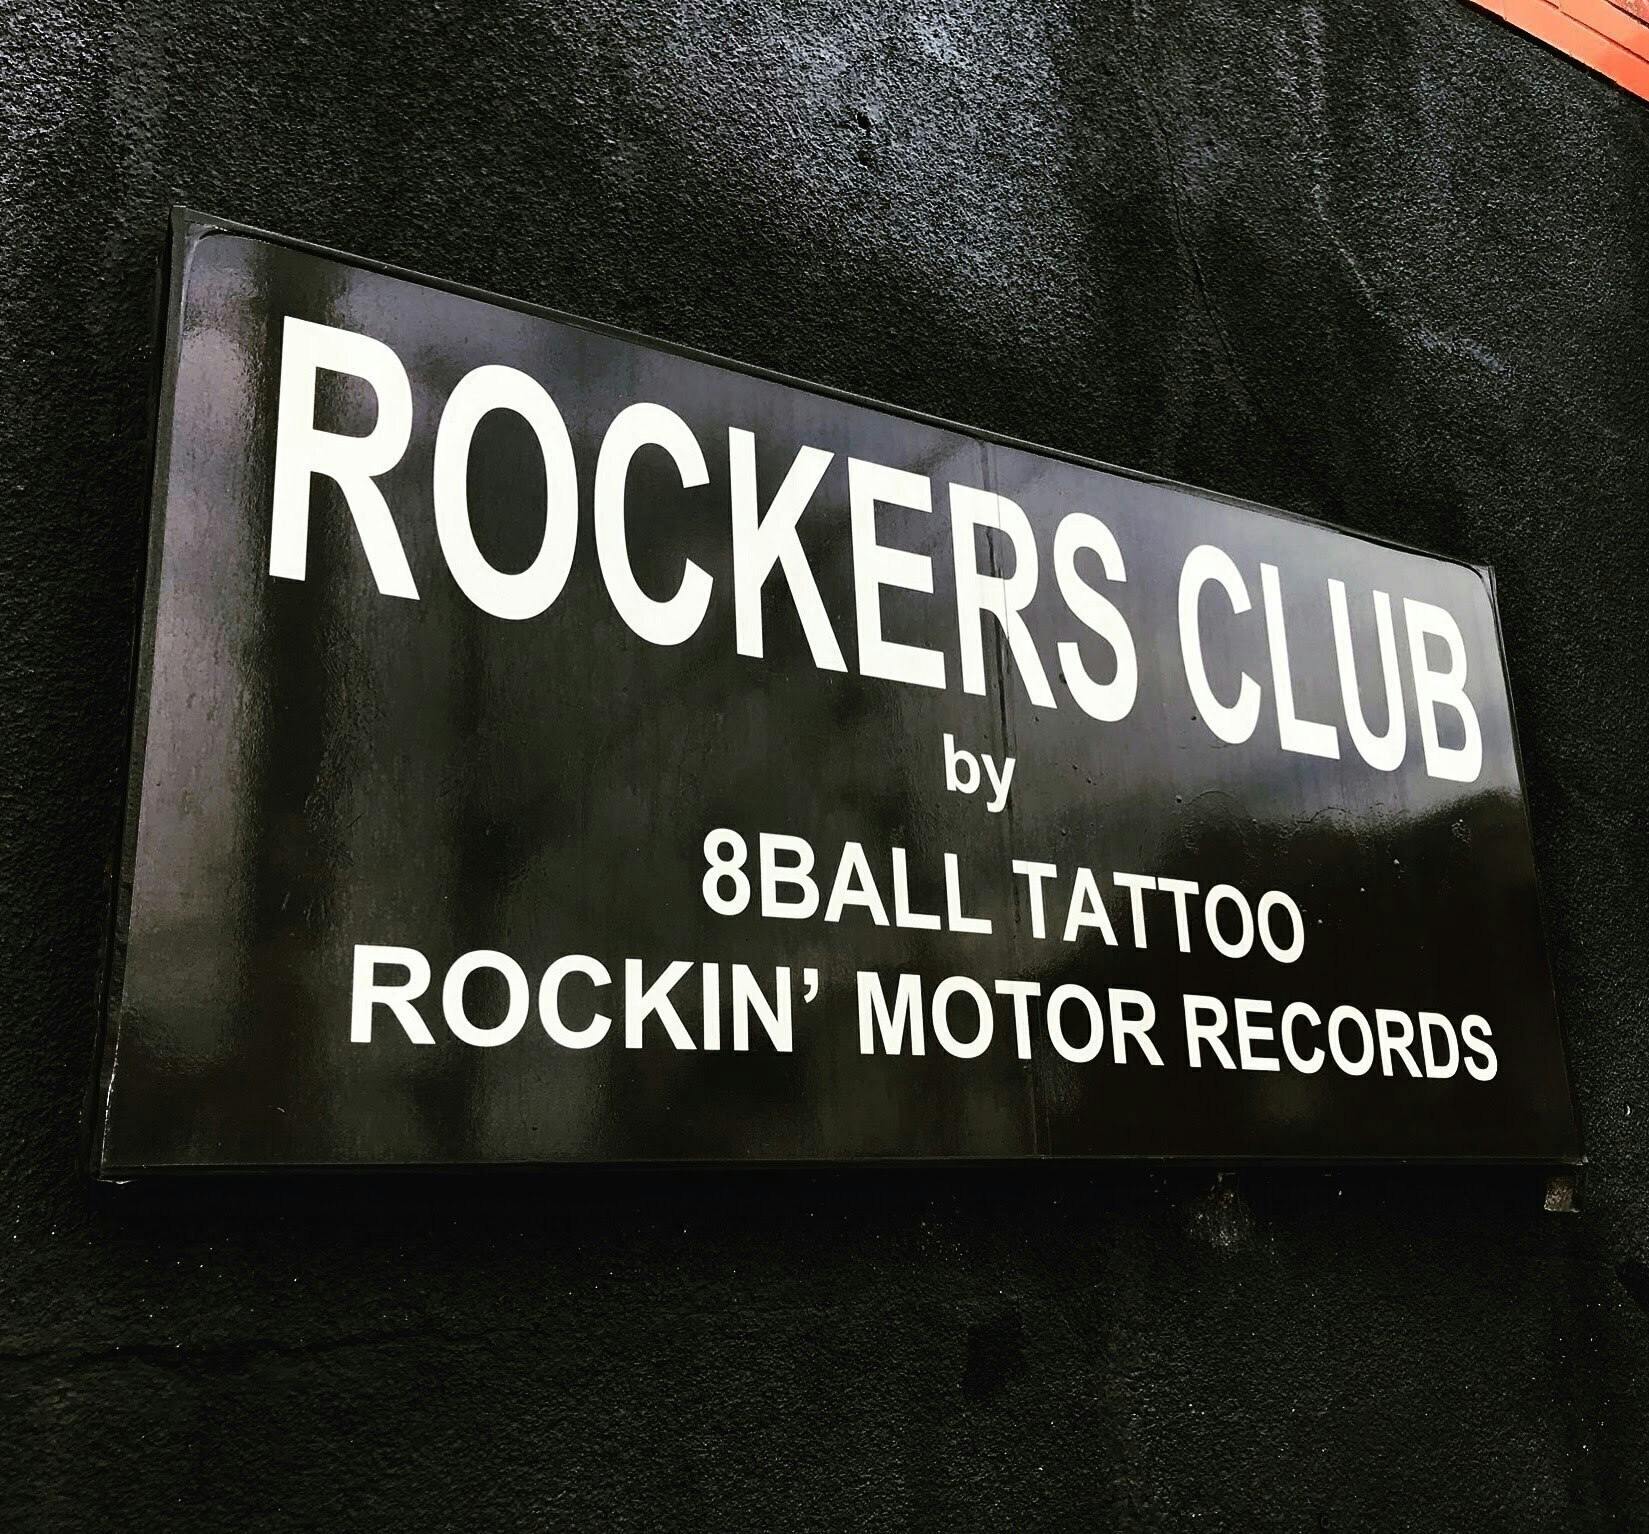 ROCKERS CLUB
by
8BALL TATTOO
ROCKIN’ MOTOR RECORDS